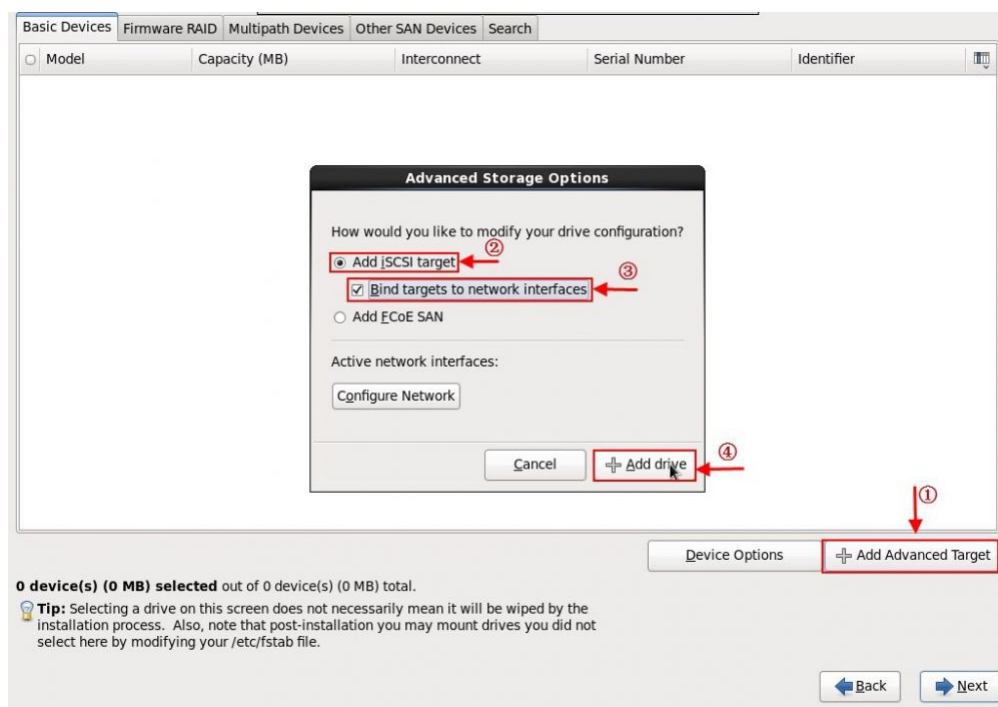 Basic Devices Firmware RAID Multipath Devices Other SAN Devices Search
Model Capacity (MB) Interconnect Serial Number Identifier
Advanced Storage Options
How would you like to modify your drive configuration?
②
Add iSCSI target
③
Bind targets to network interfaces
Add FCoE SAN
Active network interfaces:
Configure Network
④
Cancel Add drive
①
Device Options Add Advanced Target
0 device(s) (0 MB) selected out of 0 device(s) (0 MB) total.
Tip: Selecting a drive on this screen does not necessarily mean it will be wiped by the
installation process. Also, note that post-installation you may mount drives you did not
select here by modifying your /etc/fstab file.
Back Next